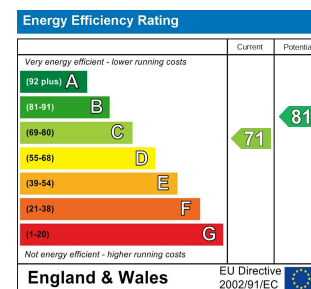 Energy Efficiency Rating
Current Potentia
Very energy efficient - lower running costs
(92 plus) A
(81-91) B
(69-80) C
(55-68) D
(39-54) E
(21-38) F
(1-20) G
71
81
Not energy efficient - higher running costs
England & Wales
EU Directive
2002/91/EC